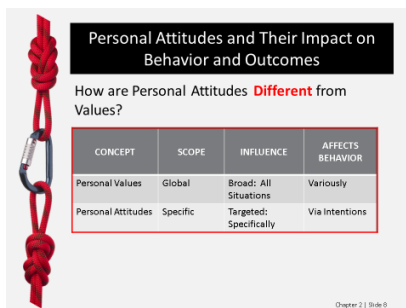 Personal Attitudes and Their Impact on
Behavior and Outcomes
How are Personal Attitudes Different from
Values?
CONCEPT SCOPE INFLUENCE AFFECTS BEHAVIOR
Personal Values Global Broad: All Situations Variously
Personal Attitudes Specific Targeted: Specifically Via Intentions
Chapter 2 | Slide 8